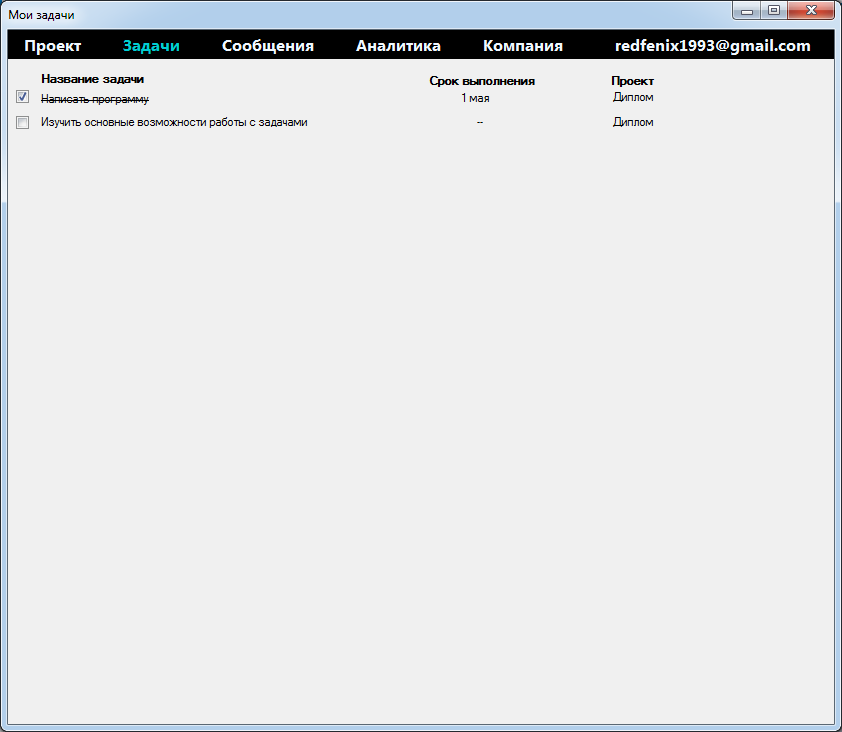 Мои задачи
Проект Задачи Сообщения Аналитика Компания redfenix1993@gmail.com
Название задачи Срок выполнения Проект
Написать программу 1 мая Диплом
Изучить основные возможности работы с задачами -- Диплом